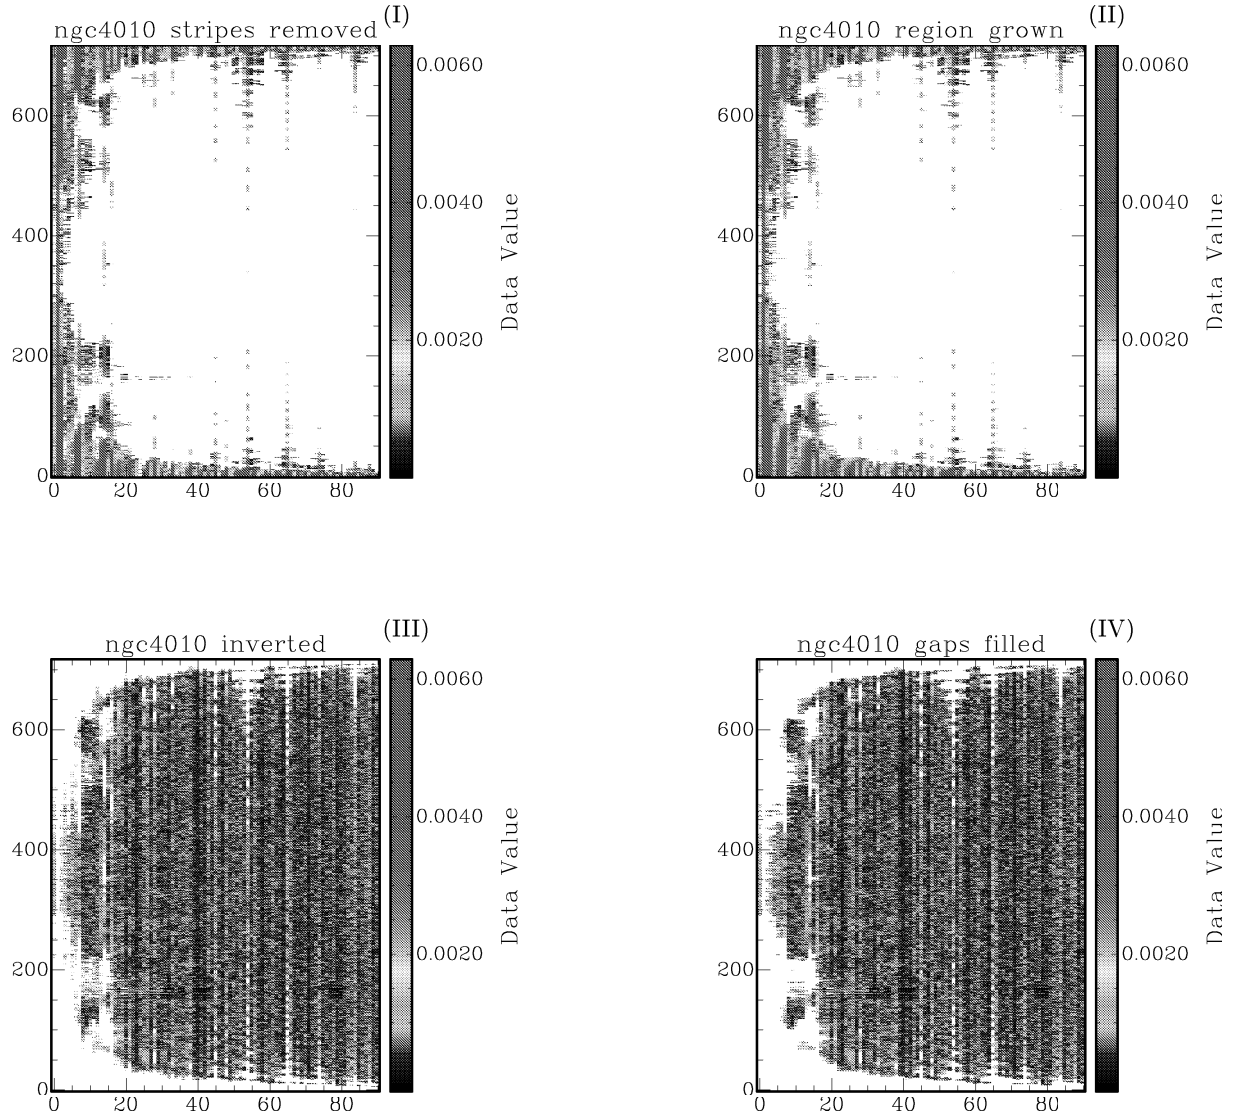 (I)
ngc4010 stripes removed
0.0060
600
0.0040
400
Data Value
0.0020
200
0
0 20 40 60 80
(II)
ngc4010 region grown
0.0060
600
0.0040
400
Data Value
0.0020
200
0
0 20 40 60 80
(III)
ngc4010 inverted
0.0060
600
0.0040
400
Data Value
0.0020
200
0
0 20 40 60 80
(IV)
ngc4010 gaps filled
0.0060
600
0.0040
400
Data Value
0.0020
200
0
0 20 40 60 80